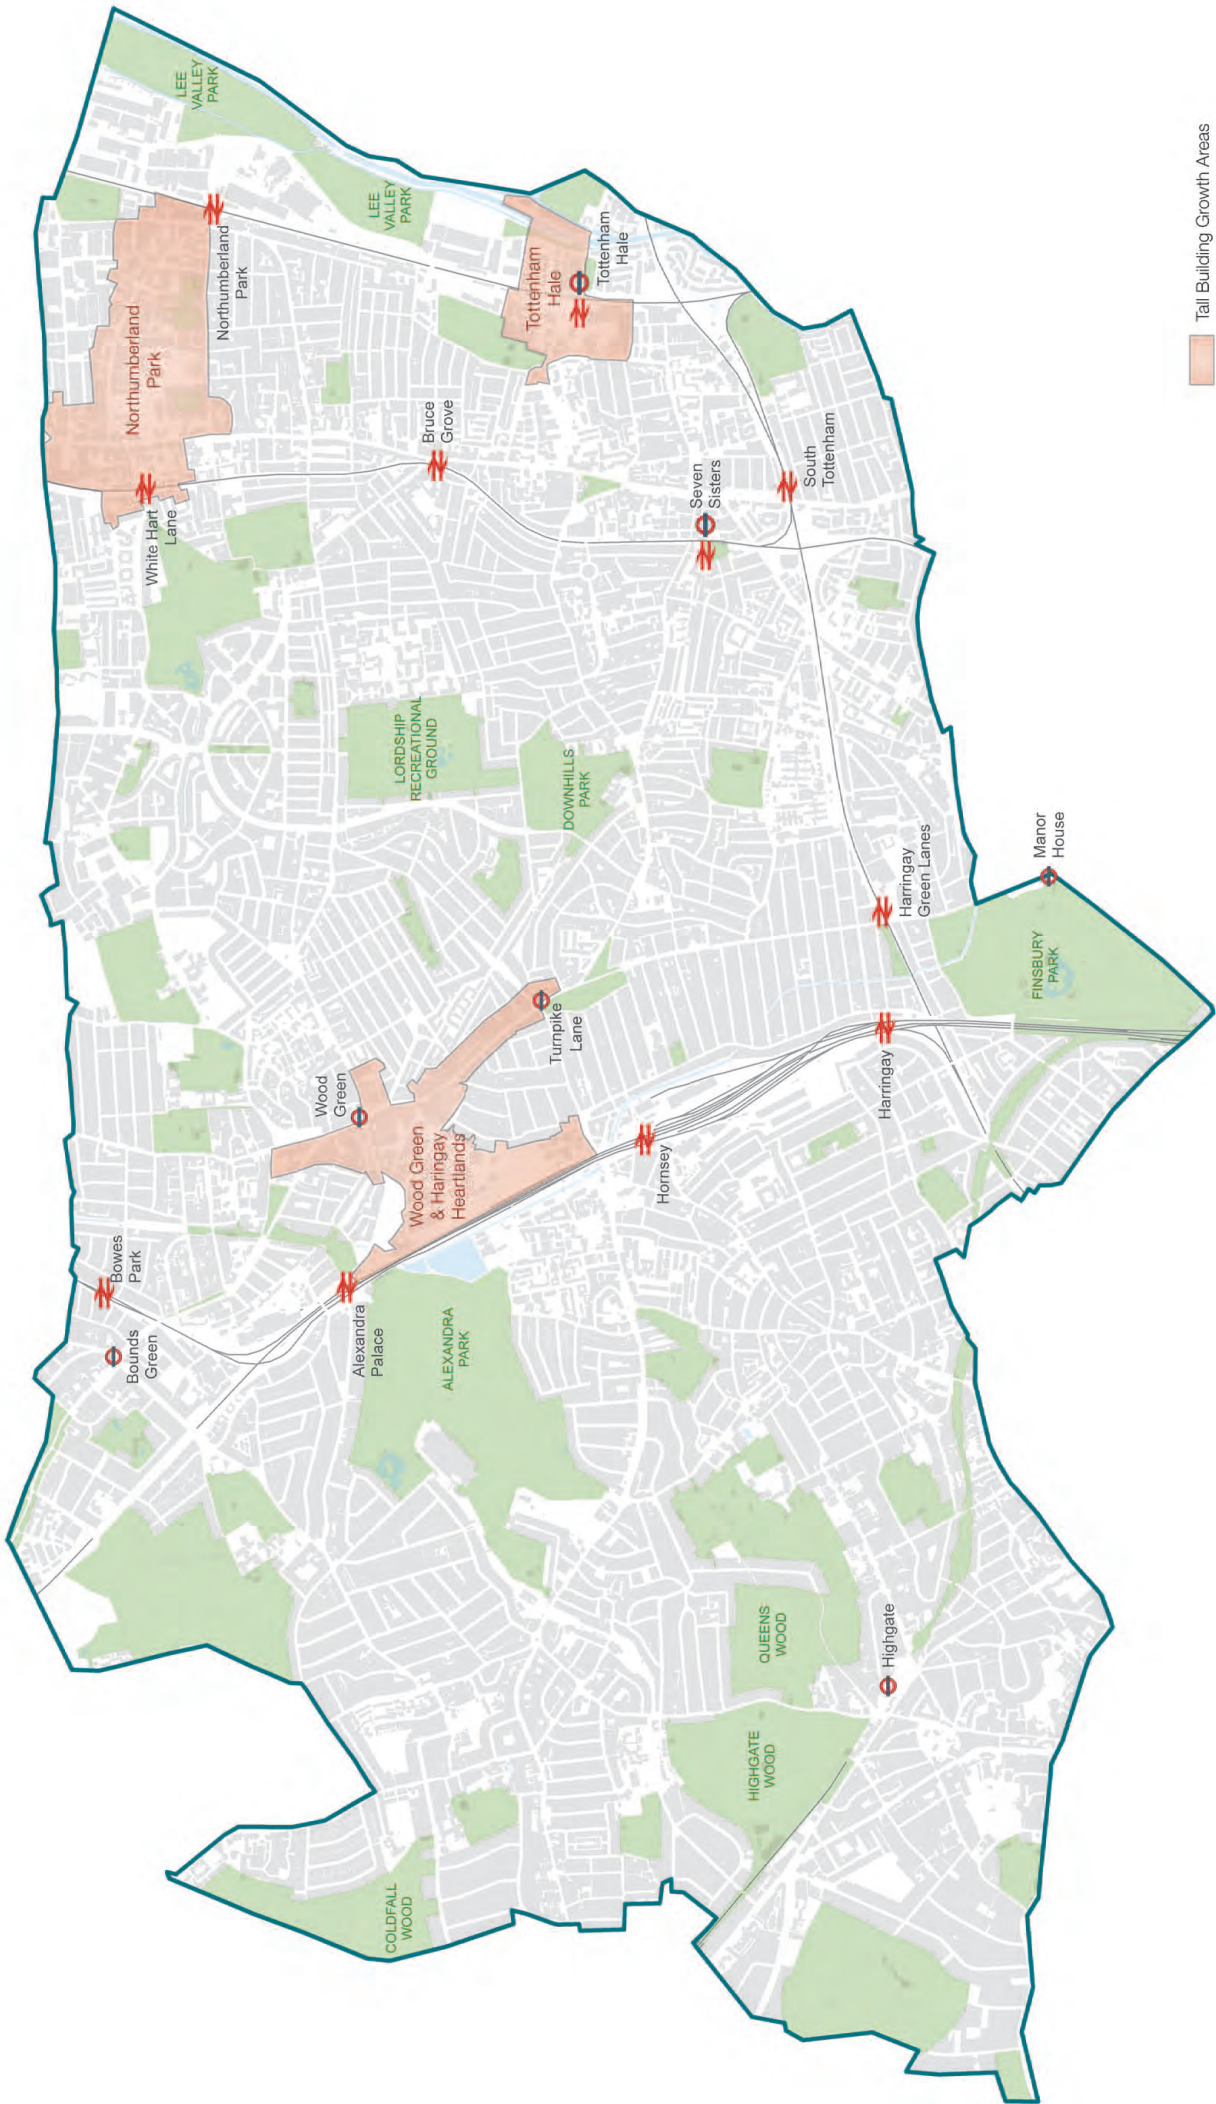 LEE
VALLEY
PARK
LEE
VALLEY
PARK
Northumberland
Park
Northumberland
Park
Tottenham
Hale
Tottenham
Hale
White Hart
Lane
Bruce
Grove
Seven
Sisters
South
Tottenham
LORDSHIP
RECREATIONAL
GROUND
DOWNHILLS
PARK
Manor
House
Harringay
Green Lanes
FINSBURY
PARK
Turnpike
Lane
Wood
Green
Wood Green
& Haringay
Heartlands
Harringay
Hornsey
Bowes
Park
Bounds
Green
Alexandra
Palace
ALEXANDRA
PARK
QUEENS
WOOD
Highgate
HIGHGATE
WOOD
COLDFALL
WOOD
Tall Building Growth Areas